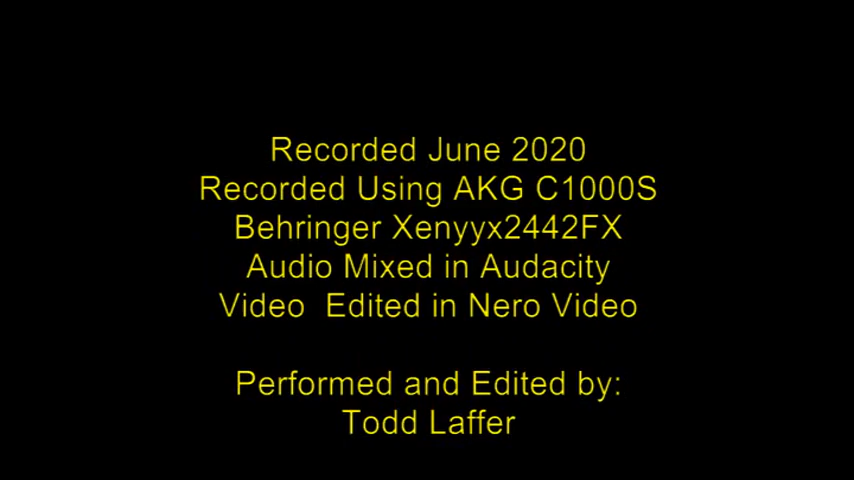 Recorded June 2020
Recorded Using AKG C1000S
Behringer Xenyyx2442FX
Audio Mixed in Audacity
Video  Edited in Nero Video
Performed and Edited by:
Todd Laffer